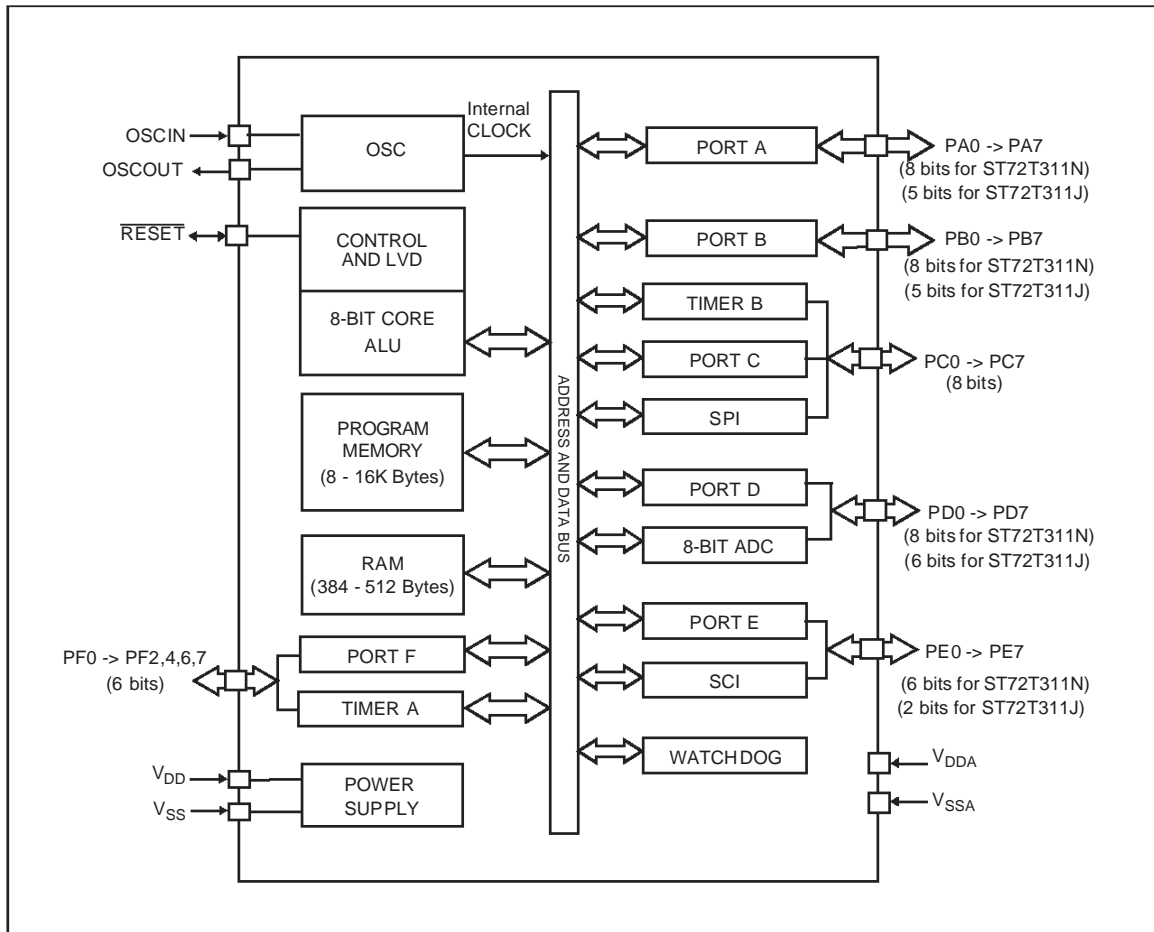 OSCIN
OSCOUT
OSC
Internal
CLOCK
RESET
CONTROL
AND LVD
8-BIT CORE
ALU
PROGRAM
MEMORY
(8 - 16K Bytes)
RAM
(384 - 512 Bytes)
PF0 -> PF2,4,6,7
(6 bits)
PORT F
TIMER A
VDD
VSS
POWER
SUPPLY
ADDRESS AND DATA BUS
PORT A
PA0 -> PA7
(8 bits for ST72T311N)
(5 bits for ST72T311J)
PORT B
PB0 -> PB7
(8 bits for ST72T311N)
(5 bits for ST72T311J)
TIMER B
PORT C
SPI
PC0 -> PC7
(8 bits)
PORT D
8-BIT ADC
PD0 -> PD7
(8 bits for ST72T311N)
(6 bits for ST72T311J)
PORT E
SCI
PE0 -> PE7
(6 bits for ST72T311N)
(2 bits for ST72T311J)
WATCHDOG
VDDA
VSSA